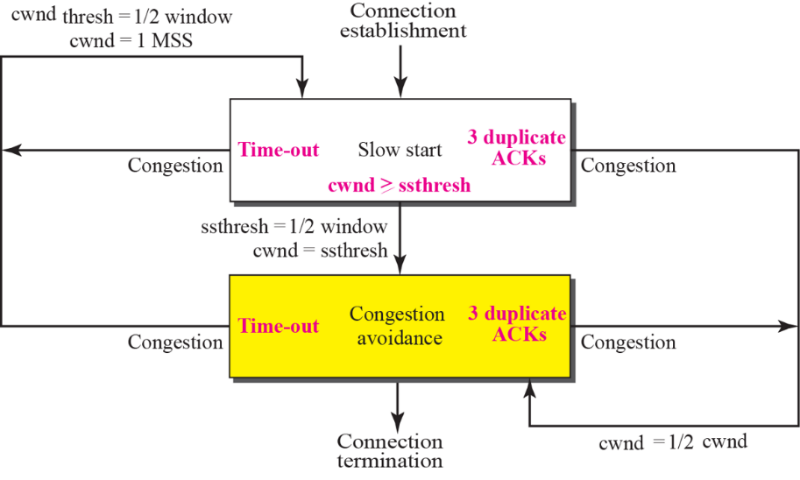 cwnd thresh = 1/2 window
cwnd = 1 MSS
Connection
establishment
Time-out
Slow start
3 duplicate
ACKs
Congestion
Congestion
cwnd ≥ ssthresh
ssthresh = 1/2 window
cwnd = ssthresh
Time-out
Congestion
avoidance
3 duplicate
ACKs
Congestion
Congestion
Connection
termination
cwnd = 1/2 cwnd